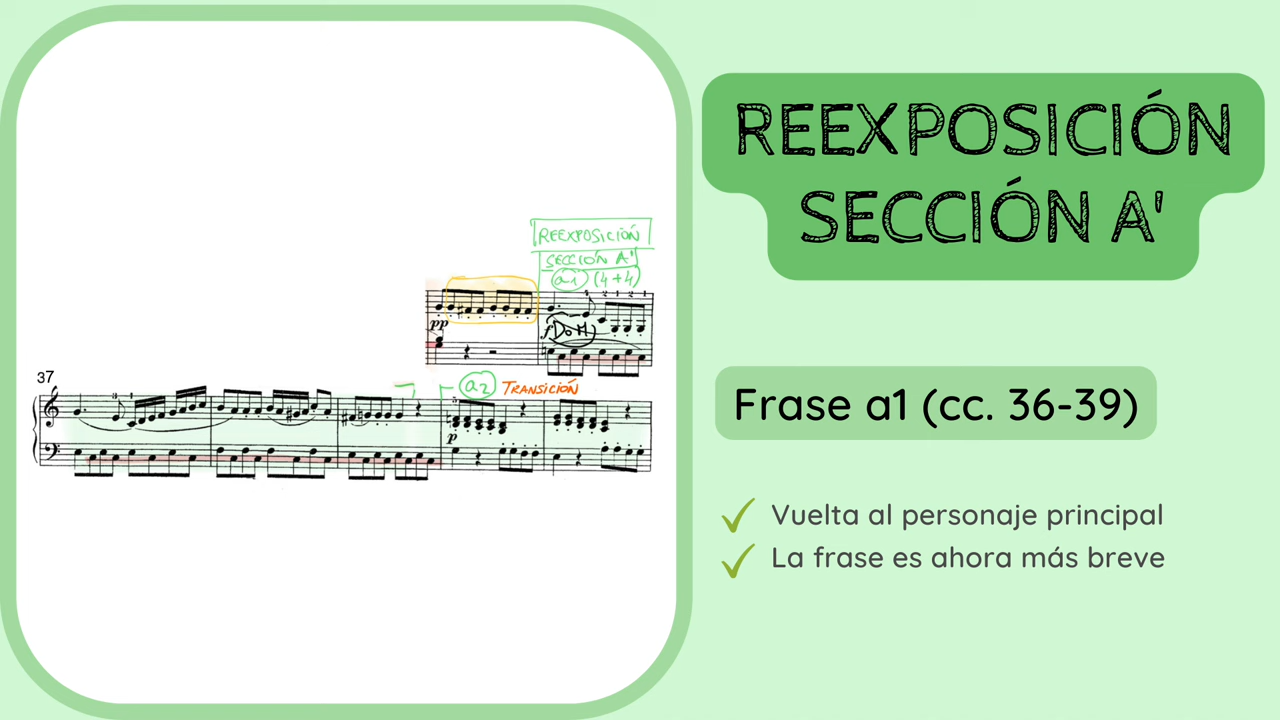 REEXPOSICIÓN
SECCIÓN A'
a1 (4+4)
pp
f Do M
37
a2 TRANSICIÓN
p
REEXPOSICIÓN
SECCIÓN A'
Frase a1 (cc. 36-39)
Vuelta al personaje principal
La frase es ahora más breve